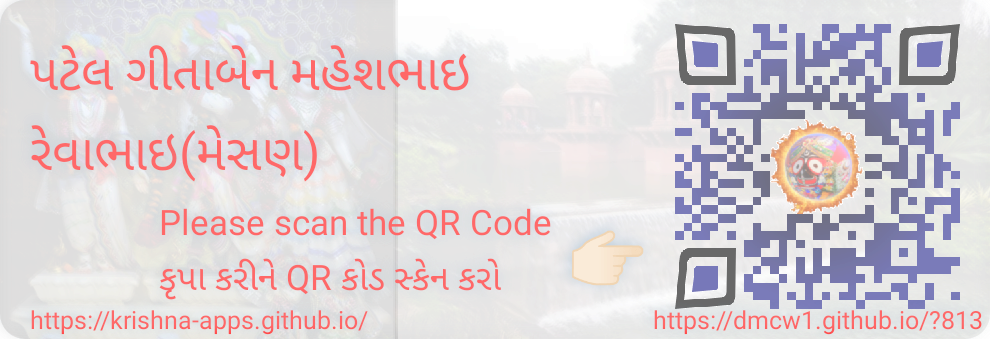 પટેલ ગીતાબેન મહેશભાઇ
રેવાભાઇ(મેસણ)
Please scan the QR Code
કૃપા કરીને QR કોડ સ્કેન કરો
https://krishna-apps.github.io/
https://dmcw1.github.io/?813